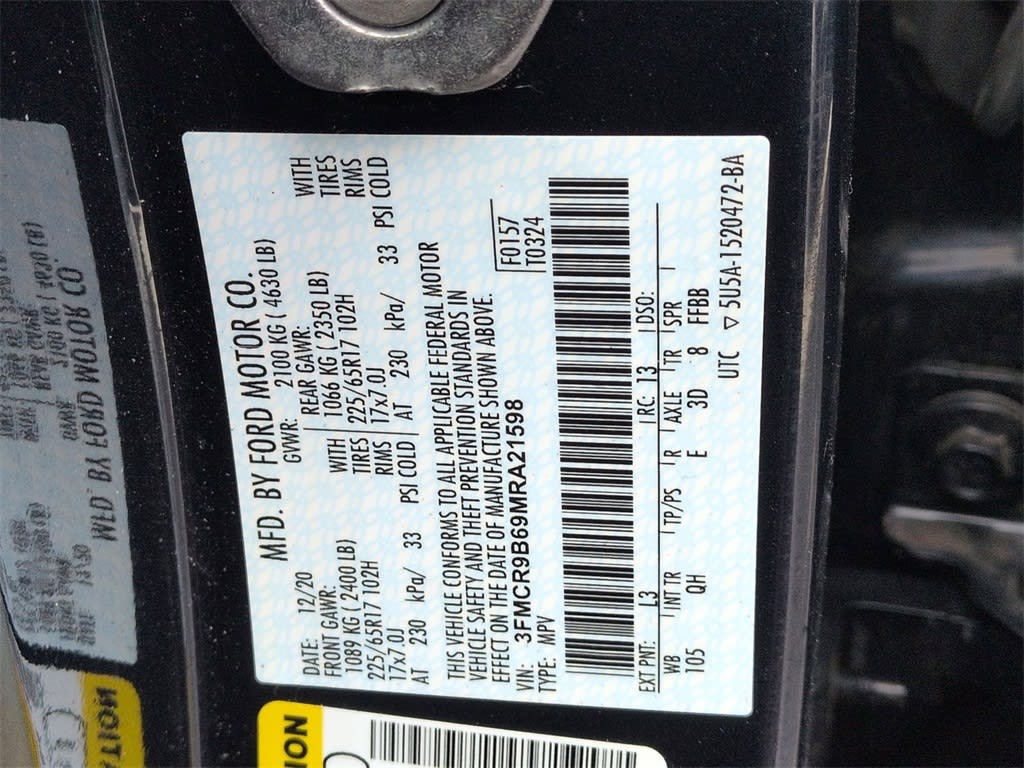 MFD. BY FORD MOTOR CO.
DATE: 12/20 GVWR: 2100 KG ( 4630 LB)
FRONT GAWR: REAR GAWR:
1089 KG ( 2400 LB) WITH 1066 KG ( 2350 LB) WITH
225/65R17 102H TIRES 225/65R17 102H TIRES
17x7.0J RIMS 17x7.0J RIMS
AT 230 kPa/ 33 PSI COLD AT 230 kPa/ 33 PSI COLD
THIS VEHICLE CONFORMS TO ALL APPLICABLE FEDERAL MOTOR
VEHICLE SAFETY AND THEFT PREVENTION STANDARDS IN
EFFECT ON THE DATE OF MANUFACTURE SHOWN ABOVE.
VIN: 3FMCR9B69MRA21598 F0157
TYPE: MPV T0324
EXT PNT: L3 RC: 13 DSO:
WB INT TR TP/PS R AXLE TR SPR
105 QH E 3D 8 FFBB
UTC ▽ 5U5A-1520472-BA